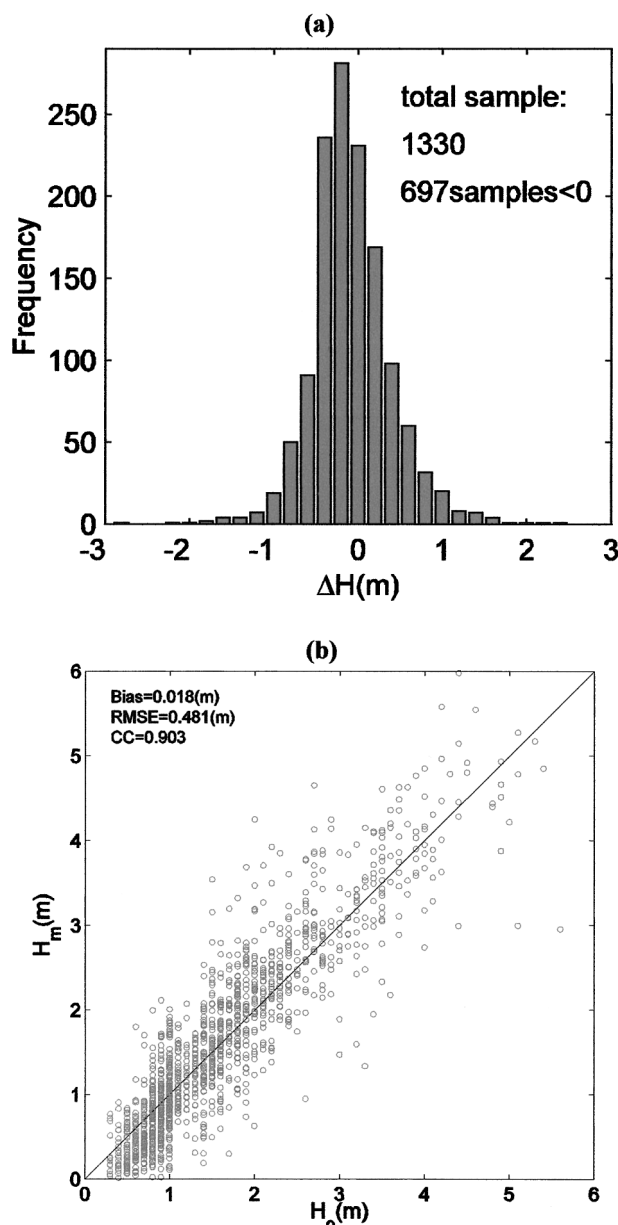 (a)
total sample:
1330
697samples<0
Frequency
250
200
150
100
50
0
-3 -2 -1 0 1 2 3
ΔH(m)
(b)
Bias=0.018(m)
RMSE=0.481(m)
CC=0.903
H_m(m)
6
5
4
3
2
1
0
0 1 2 3 4 5 6
H_o(m)